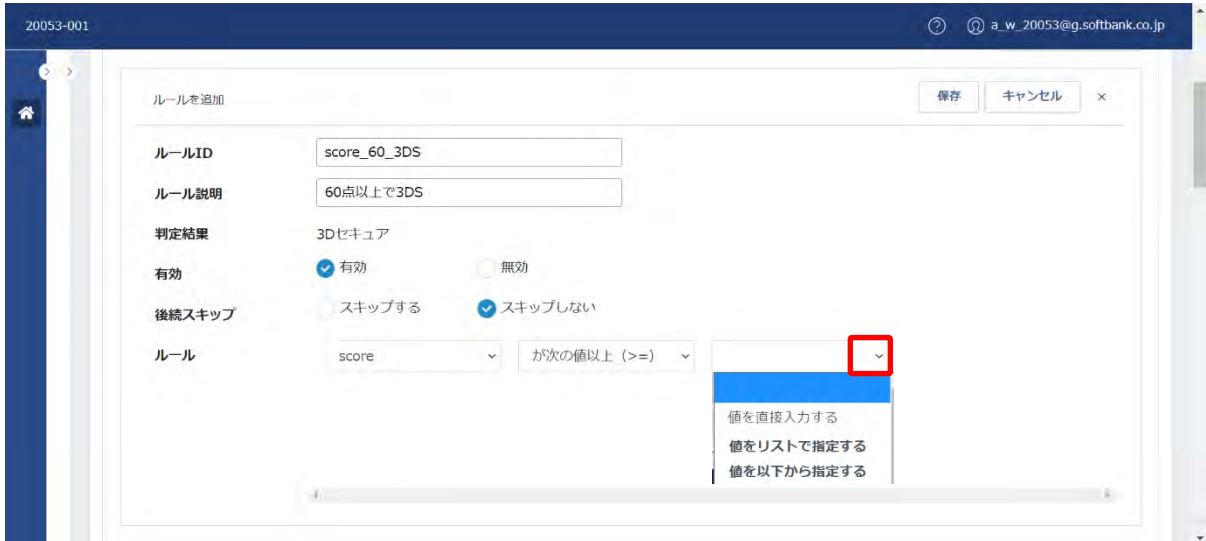 20053-001
a_w_20053@g.softbank.co.jp
ルールを追加
保存
キャンセル
ルールID
score_60_3DS
ルール説明
60点以上で3DS
判定結果
3Dセキュア
有効
有効
無効
後続スキップ
スキップする
スキップしない
ルール
score
が次の値以上（>=）
値を直接入力する
値をリストで指定する
値を以下から指定する